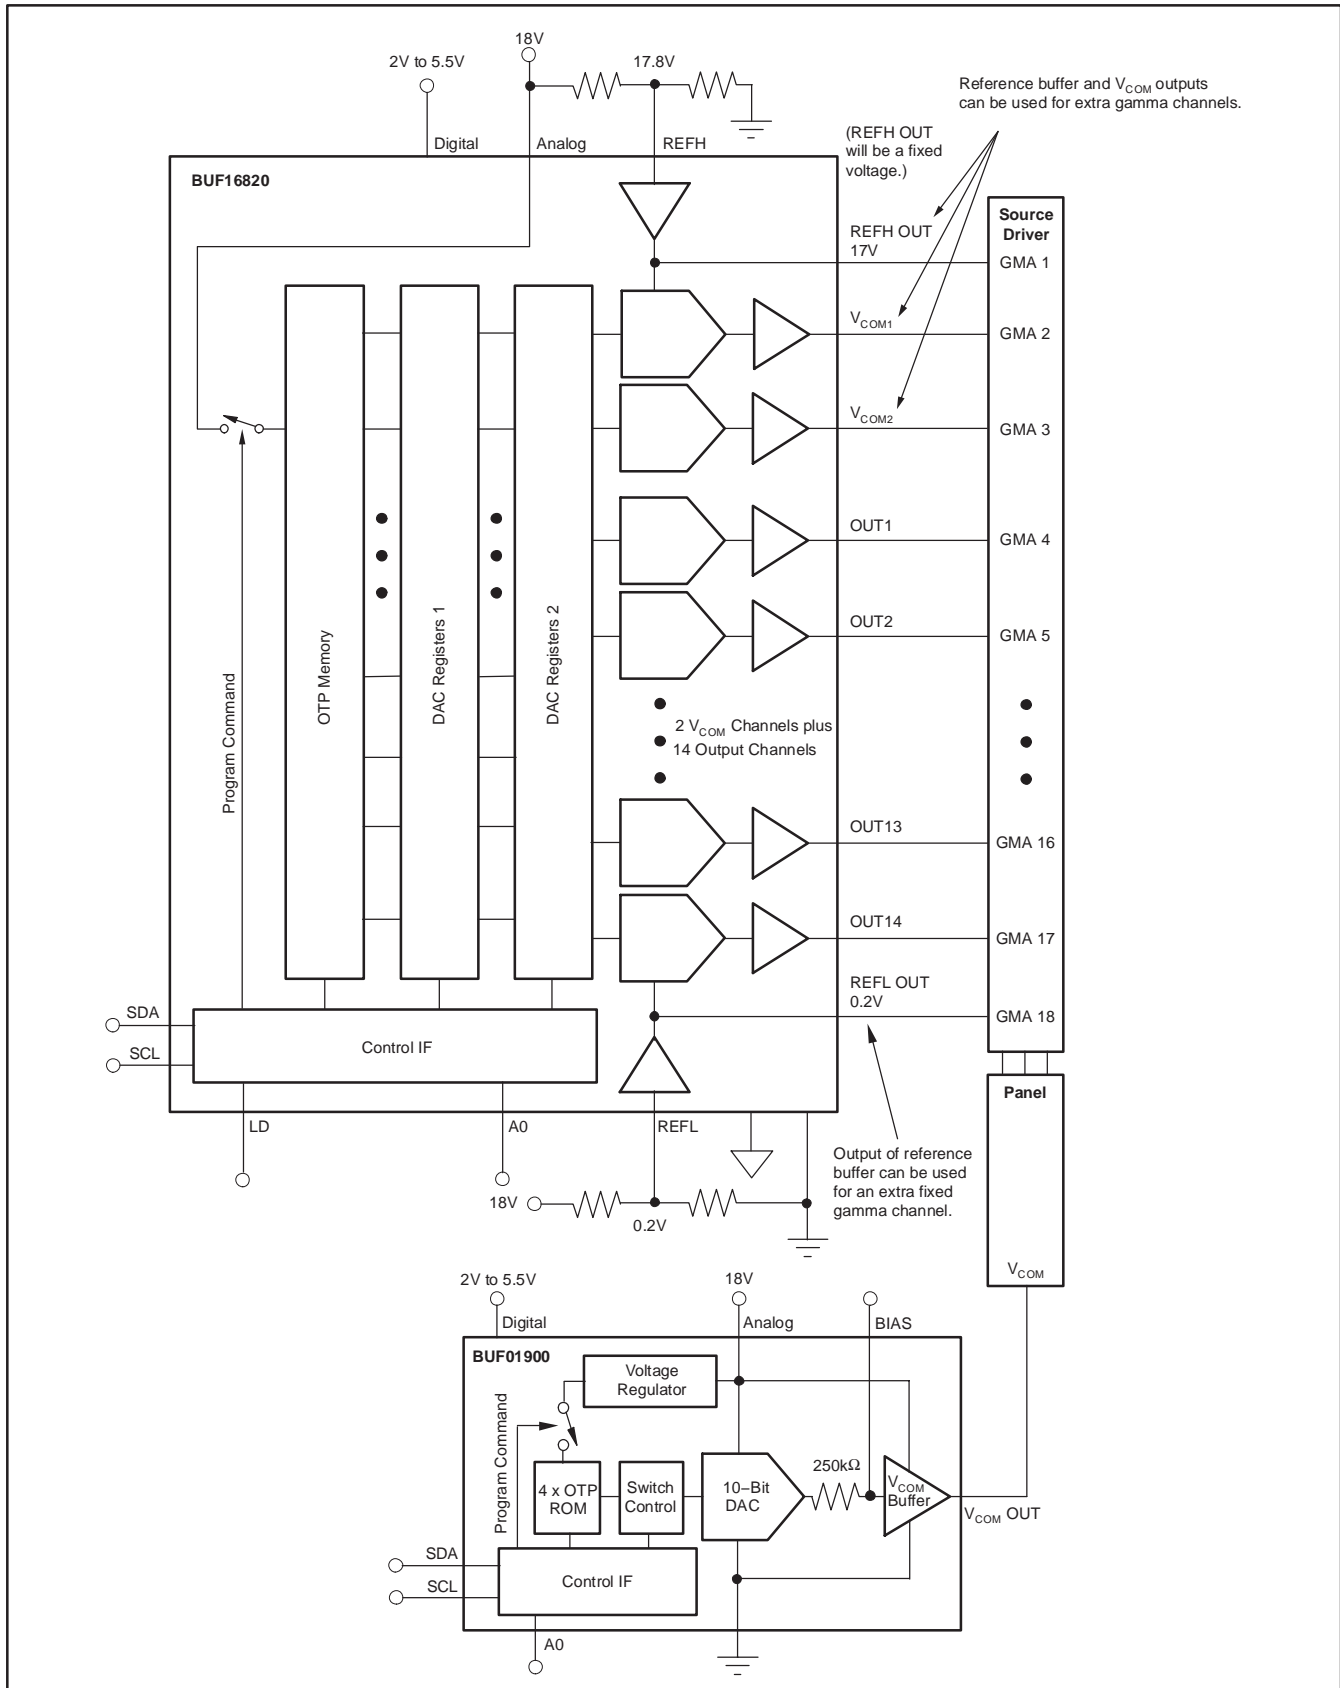 18V
2V to 5.5V
17.8V
Reference buffer and VCOM outputs
can be used for extra gamma channels.
Digital
Analog
REFH
(REFH OUT
will be a fixed
voltage.)
BUF16820
Source
Driver
REFH OUT
17V
GMA 1
VCOM1
GMA 2
VCOM2
GMA 3
OUT1
GMA 4
OUT2
GMA 5
OTP Memory
DAC Registers 1
DAC Registers 2
Program Command
2 VCOM Channels plus
14 Output Channels
OUT13
GMA 16
OUT14
GMA 17
REFL OUT
0.2V
GMA 18
SDA
SCL
Control IF
Panel
LD
A0
REFL
Output of reference
buffer can be used
for an extra fixed
gamma channel.
18V
0.2V
VCOM
2V to 5.5V
18V
Digital
Analog
BIAS
BUF01900
Voltage
Regulator
Program Command
250kΩ
4 x OTP
ROM
Switch
Control
10–Bit
DAC
VCOM
Buffer
VCOM OUT
SDA
SCL
Control IF
A0